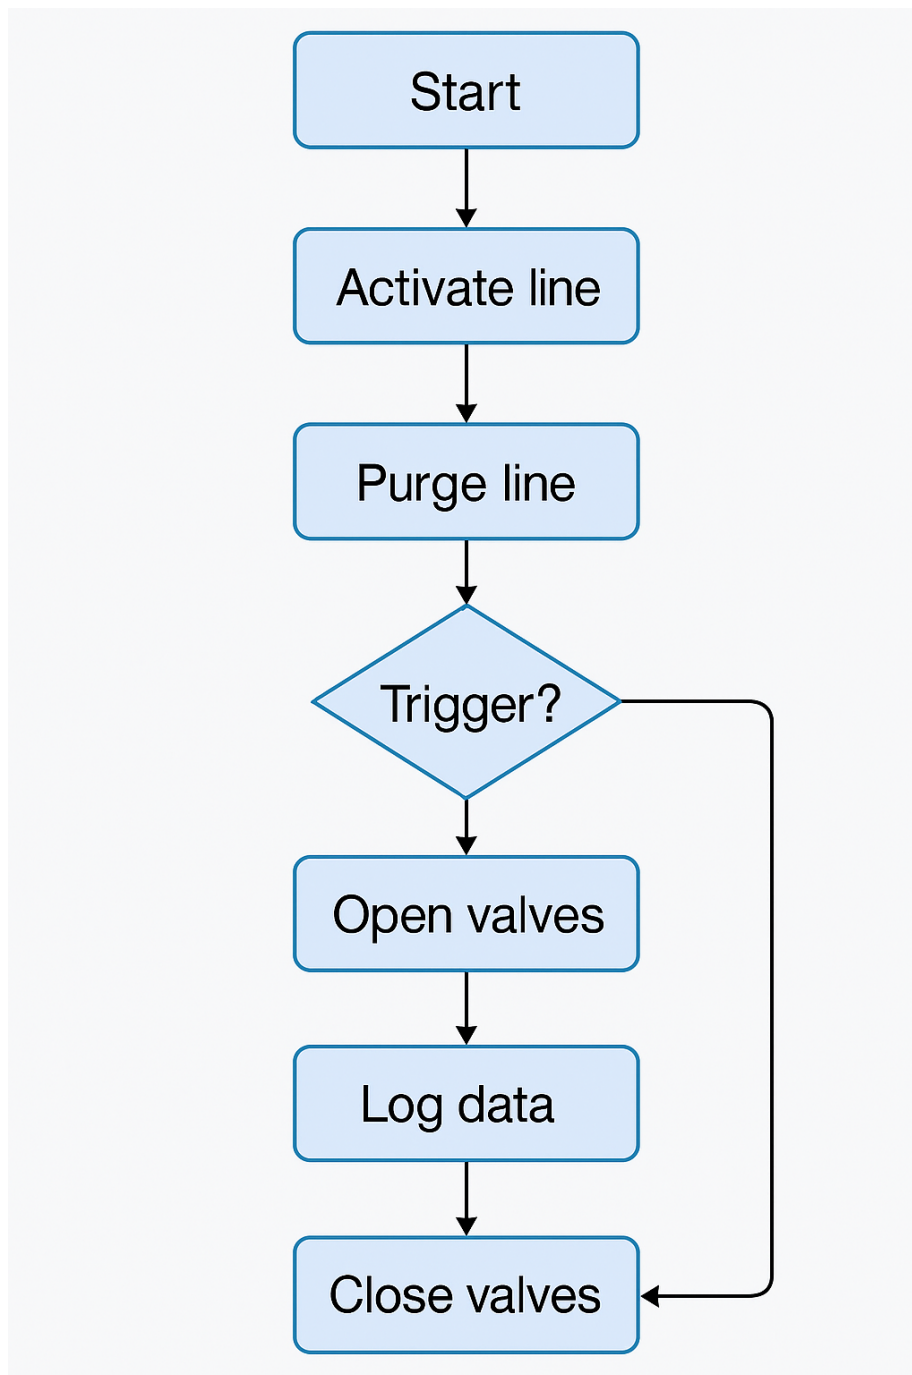 Start
Activate line
Purge line
Trigger?
Open valves
Log data
Close valves